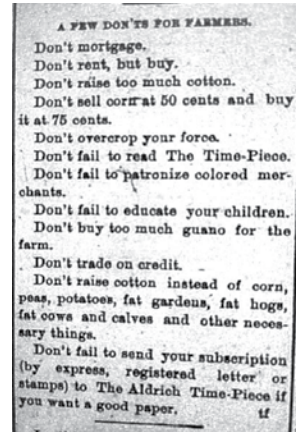 A FEW DON'TS FOR FARMERS.
Don't mortgage.
Don't rent, but buy.
Don't raise too much cotton.
Don't sell corn at 50 cents and buy
it at 75 cents.
Don't overcrop your force.
Don't fail to read The Time-Piece.
Don't fail to patronize colored mer-
chants.
Don't fail to educate your children.
Don't buy too much guano for the
farm.
Don't trade on credit.
Don't raise cotton instead of corn,
peas, potatoes, fat gardens, fat hogs,
fat cows and calves and other neces-
sary things.
Don't fail to send your subscription
(by express, registered letter or
stamps) to The Aldrich Time-Piece if
you want a good paper. tf